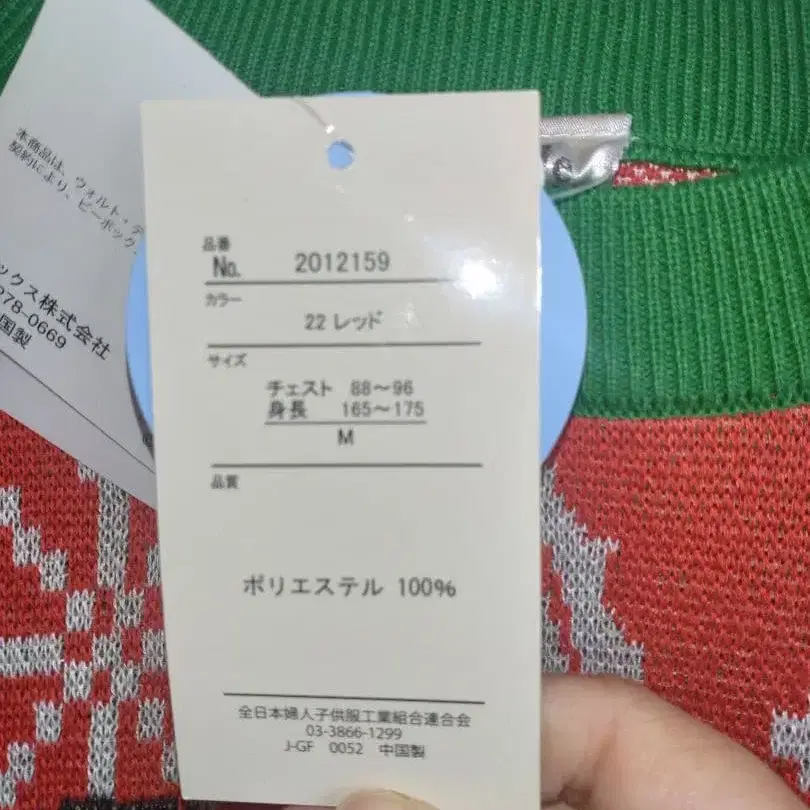 本商品は、ウォルト・デ
契約により、ピーボック
ックス株式会社
278-0669
国製
品番
No. 2012159
カラー
22 レッド
サイズ
チェスト 88〜96
身長 165〜175
M
品質
ポリエステル 100%
全日本婦人子供服工業組合連合会
03-3866-1299
J-GF 0052 中国製